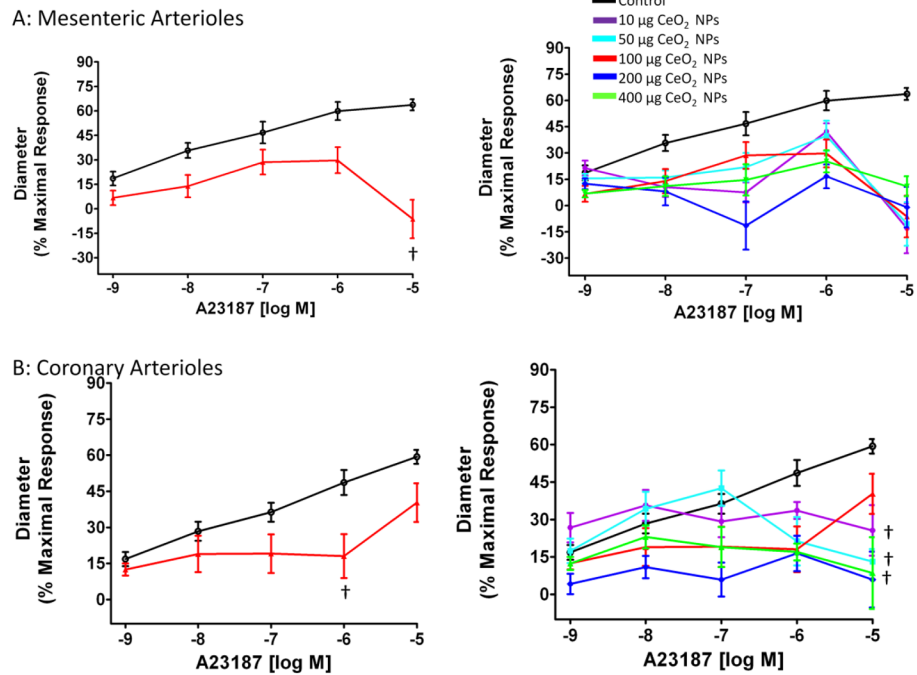 A: Mesenteric Arterioles
Control
10 µg CeO₂ NPs
50 µg CeO₂ NPs
100 µg CeO₂ NPs
200 µg CeO₂ NPs
400 µg CeO₂ NPs
Diameter
(% Maximal Response)
90
75
60
45
30
15
0
-15
-30
-9
-8
-7
-6
-5
†
A23187 [log M]
Diameter
(% Maximal Response)
90
75
60
45
30
15
0
-15
-30
-9
-8
-7
-6
-5
A23187 [log M]
B: Coronary Arterioles
Diameter
(% Maximal Response)
90
75
60
45
30
15
0
-9
-8
-7
-6
-5
†
A23187 [log M]
Diameter
(% Maximal Response)
90
75
60
45
30
15
0
-9
-8
-7
-6
-5
†
†
†
A23187 [log M]